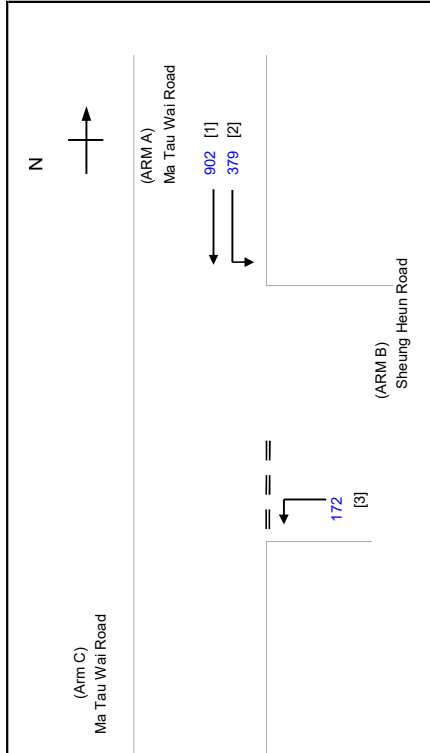 N
(Arm C)
Ma Tau Wai Road
(ARM A)
Ma Tau Wai Road
902 [1]
379 [2]
172
[3]
(ARM B)
Sheung Heun Road